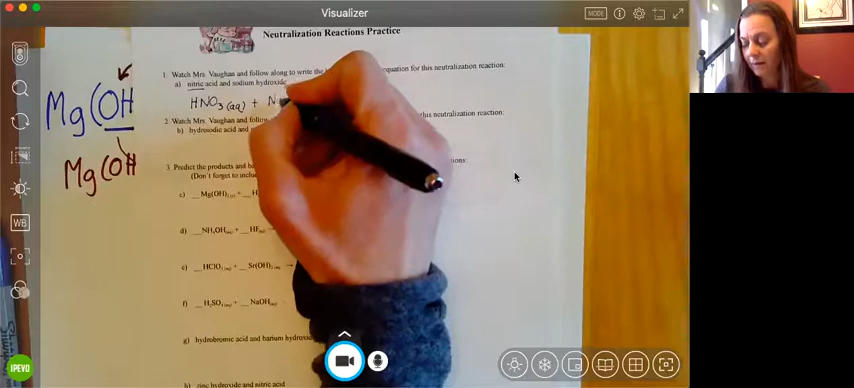 Visualizer
MODE
Neutralization Reactions Practice
1 Watch Mrs. Vaughan and follow along to write the equation for this neutralization reaction:
a) nitric acid and sodium hydroxide
HNO3(aq) + N
2. Watch Mrs. Vaughan and follow this neutralization reaction:
b) hydroiodic acid and
3 Predict the products and ions:
(Don't forget to inclu
c) __Mg(OH)2 + __H
d) __NH4OH(aq) + __HF(aq) →
e) __HClO3(aq) + __Sr(OH)2 →
f) __H2SO4(aq) + __NaOH(aq)
g) hydrobromic acid and barium hydroxid
h) zinc hydroxide and nitric acid
Mg(OH
Mg(OH
WB
IPEVO